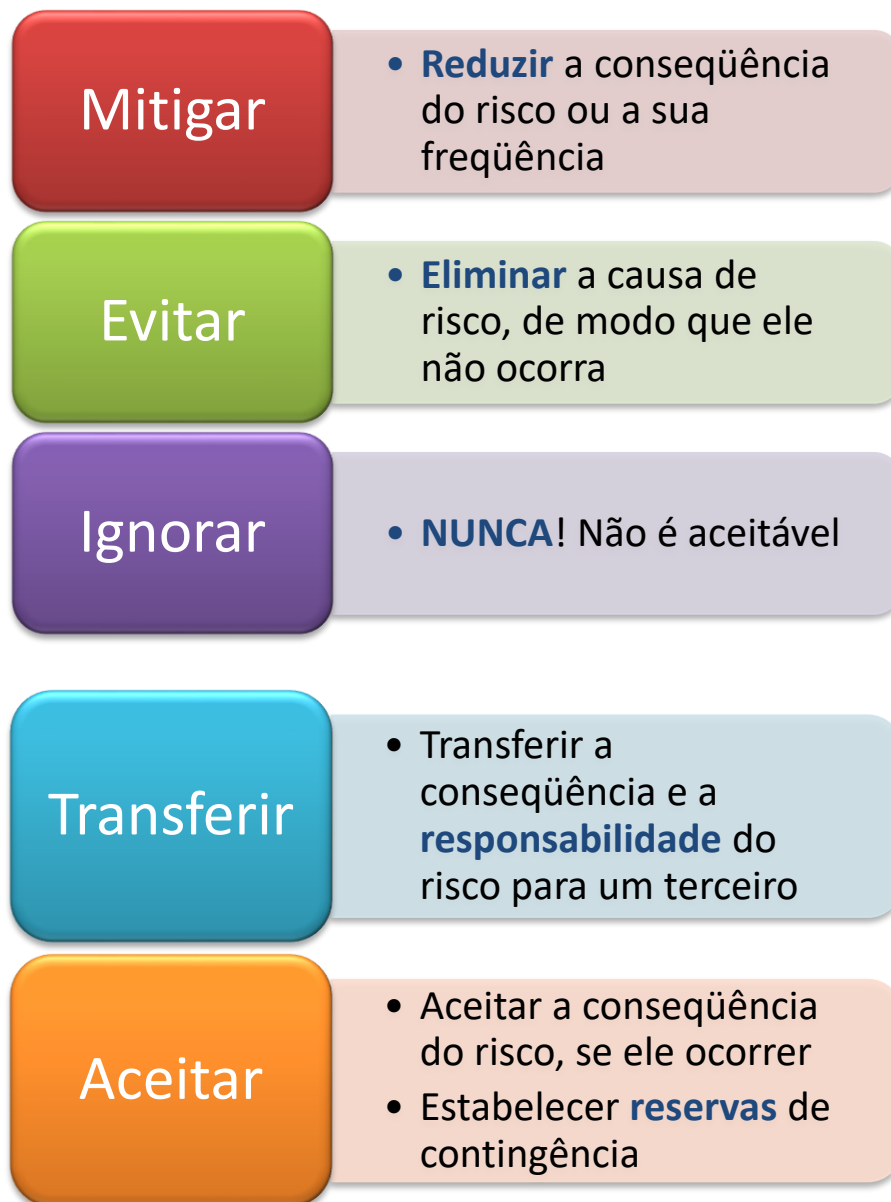 Mitigar
• Reduzir a conseqüência
do risco ou a sua
freqüência
Evitar
• Eliminar a causa de
risco, de modo que ele
não ocorra
Ignorar
• NUNCA! Não é aceitável
Transferir
• Transferir a
conseqüência e a
responsabilidade do
risco para um terceiro
Aceitar
• Aceitar a conseqüência
do risco, se ele ocorrer
• Estabelecer reservas de
contingência